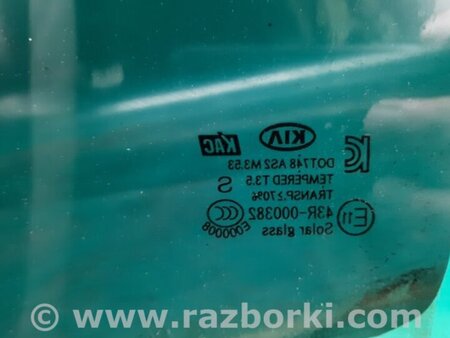 KIA KAC
DOT748 AS2 M3.53
TEMPERED T3.5
TRANSP.≥70% S
E11 43R-000382 CCC
Solar glass E000008
© www.razborki.com